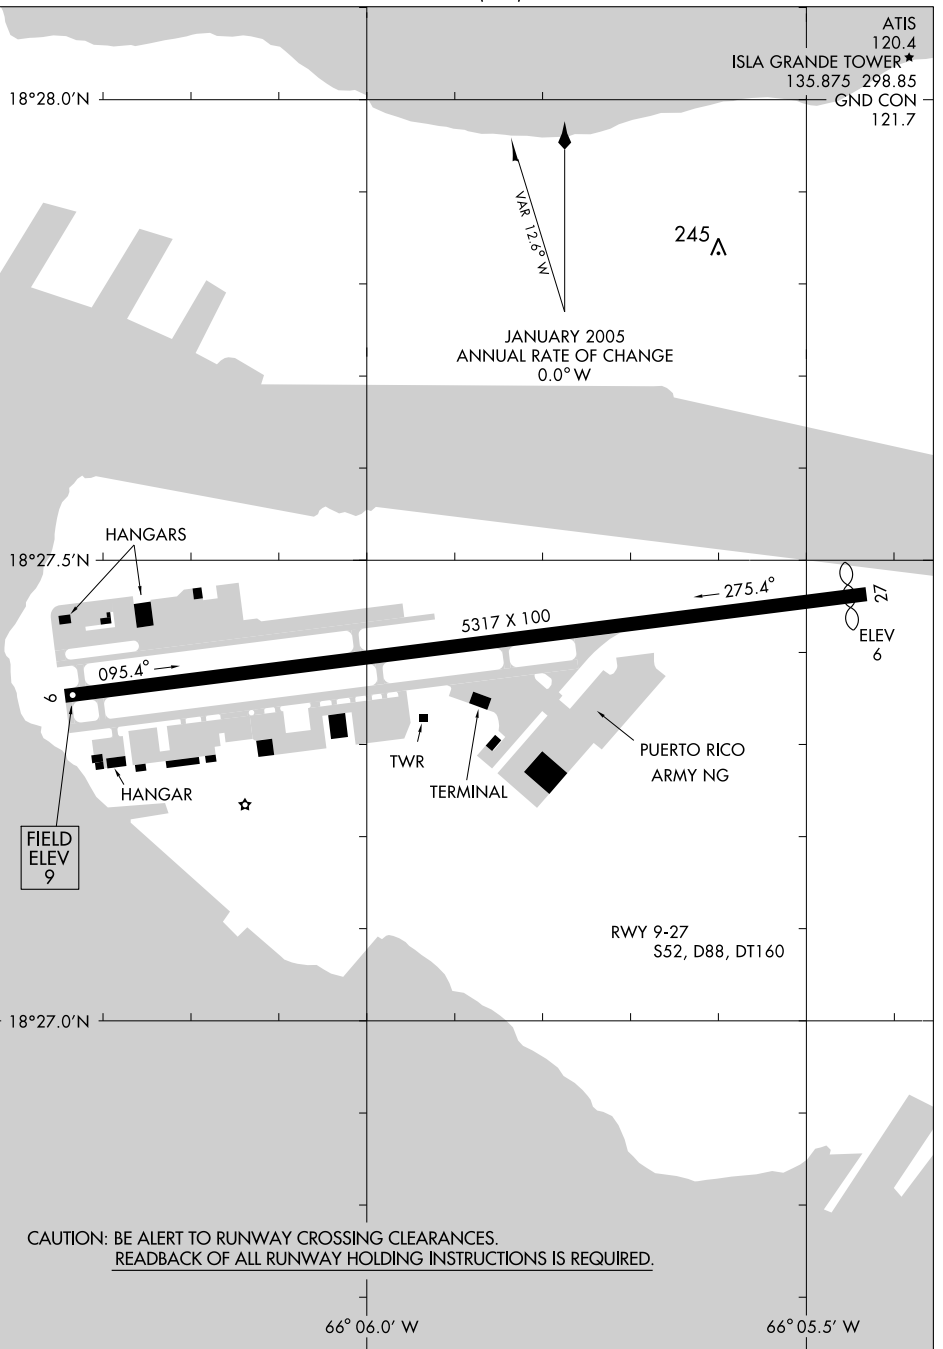 ATIS
120.4
ISLA GRANDE TOWER★
135.875 298.85
GND CON
121.7
18°28.0'N
VAR 12.6° W
245
JANUARY 2005
ANNUAL RATE OF CHANGE
0.0° W
HANGARS
18°27.5'N
275.4°
27
5317 X 100
ELEV
6
095.4°
9
PUERTO RICO
ARMY NG
TWR
TERMINAL
HANGAR
FIELD
ELEV
9
RWY 9-27
S52, D88, DT160
18°27.0'N
CAUTION: BE ALERT TO RUNWAY CROSSING CLEARANCES.
READBACK OF ALL RUNWAY HOLDING INSTRUCTIONS IS REQUIRED.
66° 06.0' W
66° 05.5' W